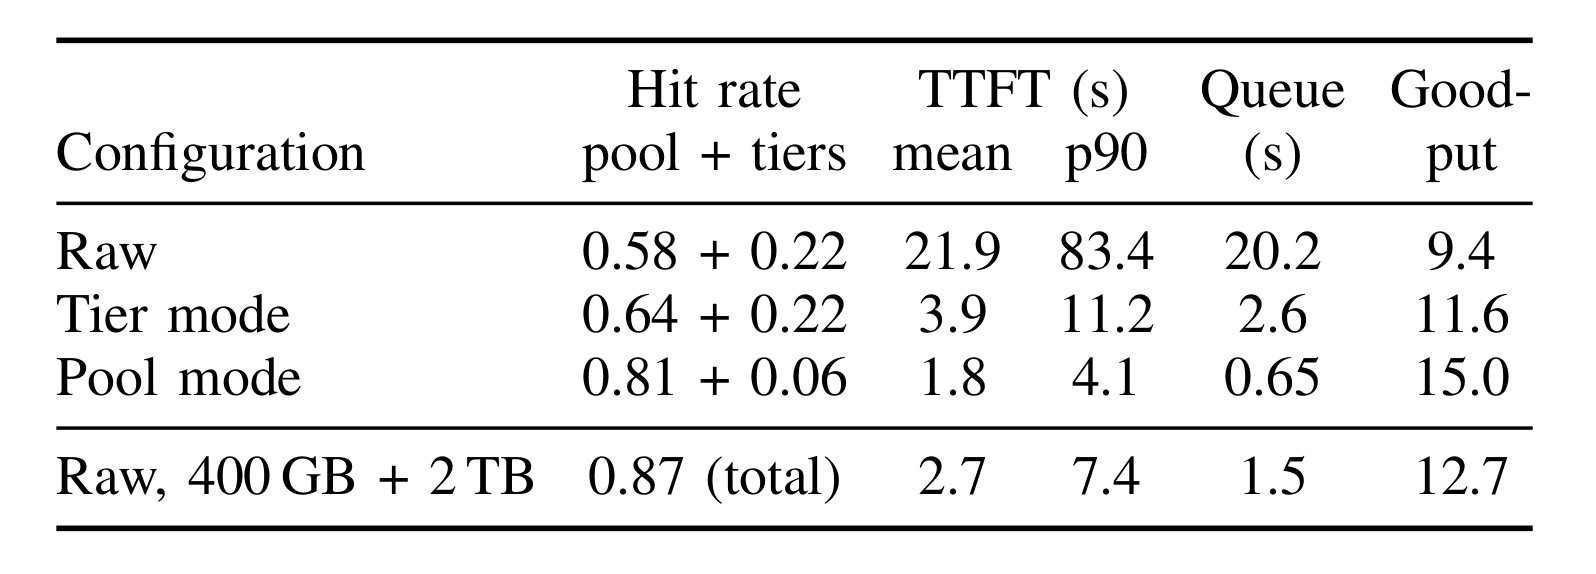 Hit rate TTFT (s) Queue Good-
Configuration pool + tiers mean p90 (s) put
Raw 0.58 + 0.22 21.9 83.4 20.2 9.4
Tier mode 0.64 + 0.22 3.9 11.2 2.6 11.6
Pool mode 0.81 + 0.06 1.8 4.1 0.65 15.0
Raw, 400 GB + 2 TB 0.87 (total) 2.7 7.4 1.5 12.7